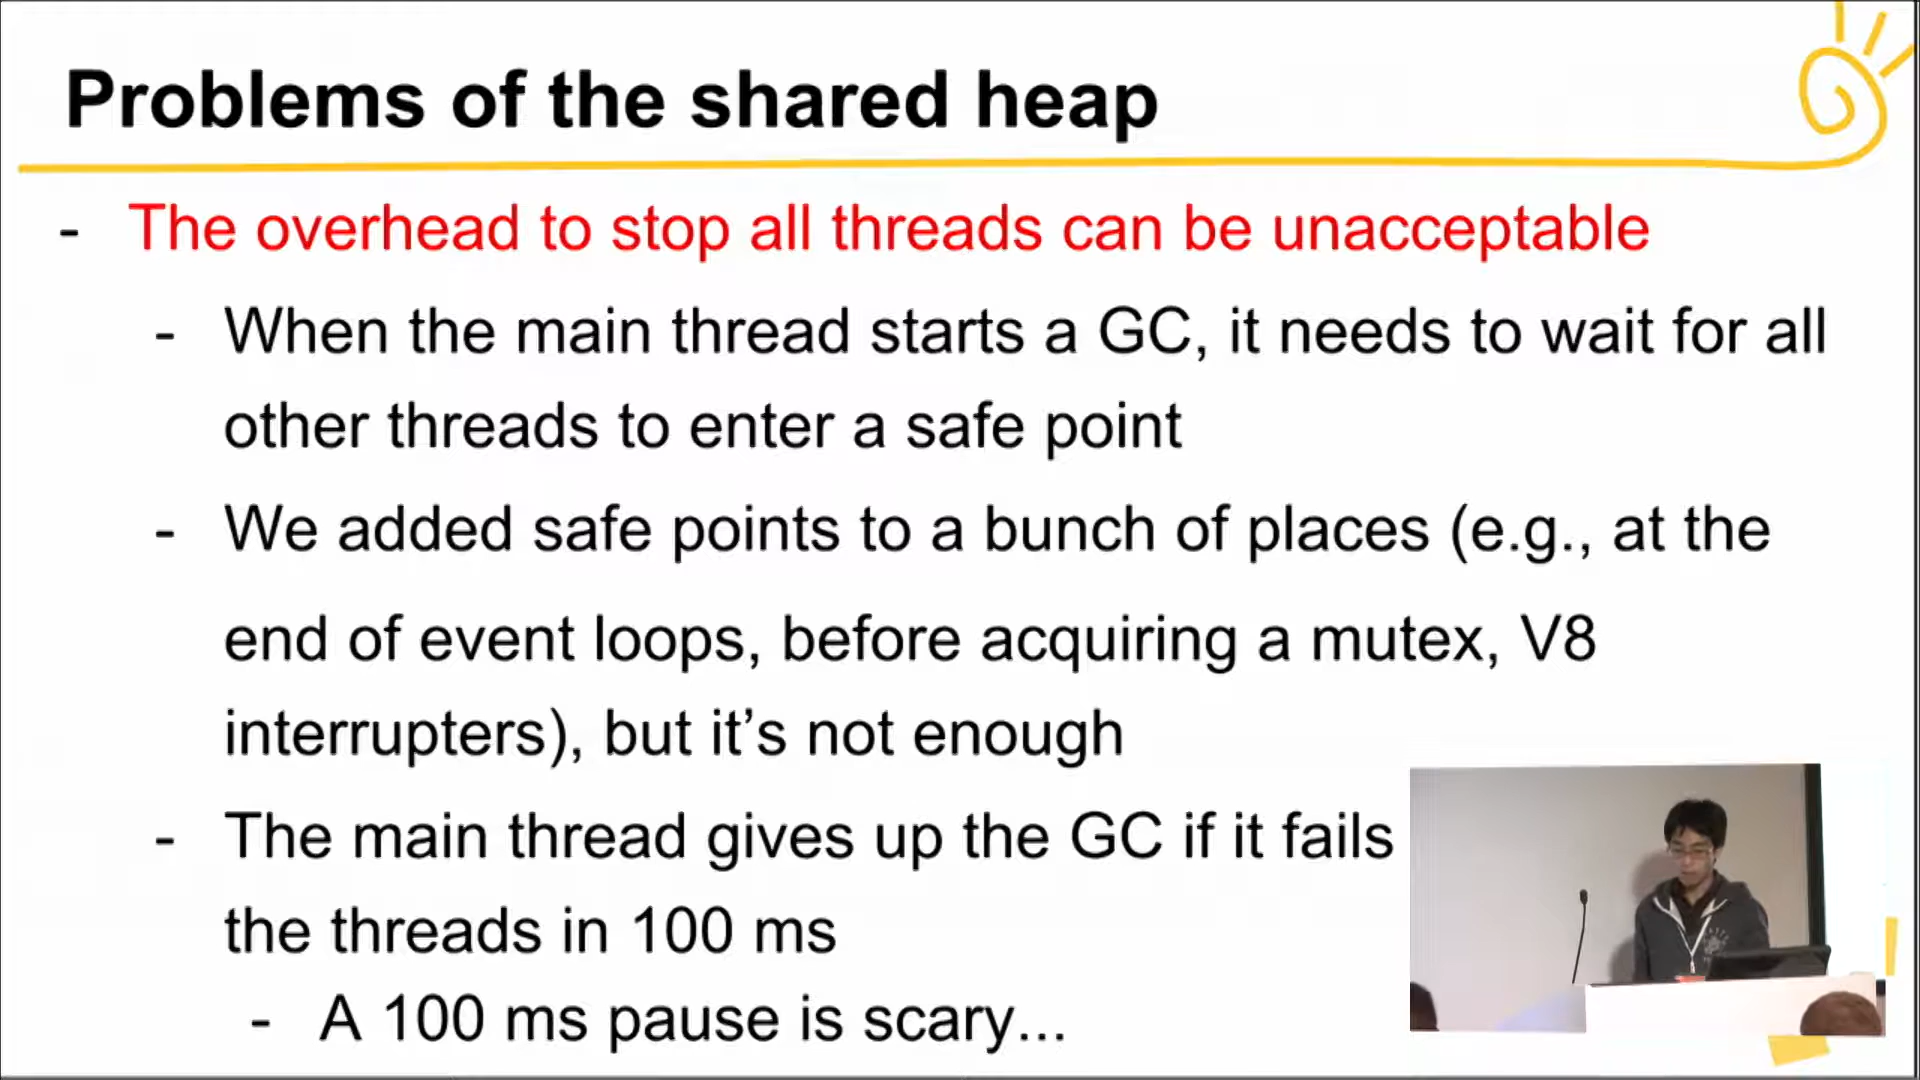 Problems of the shared heap
- The overhead to stop all threads can be unacceptable
- When the main thread starts a GC, it needs to wait for all
other threads to enter a safe point
- We added safe points to a bunch of places (e.g., at the
end of event loops, before acquiring a mutex, V8
interrupters), but it’s not enough
- The main thread gives up the GC if it fails
the threads in 100 ms
- A 100 ms pause is scary...